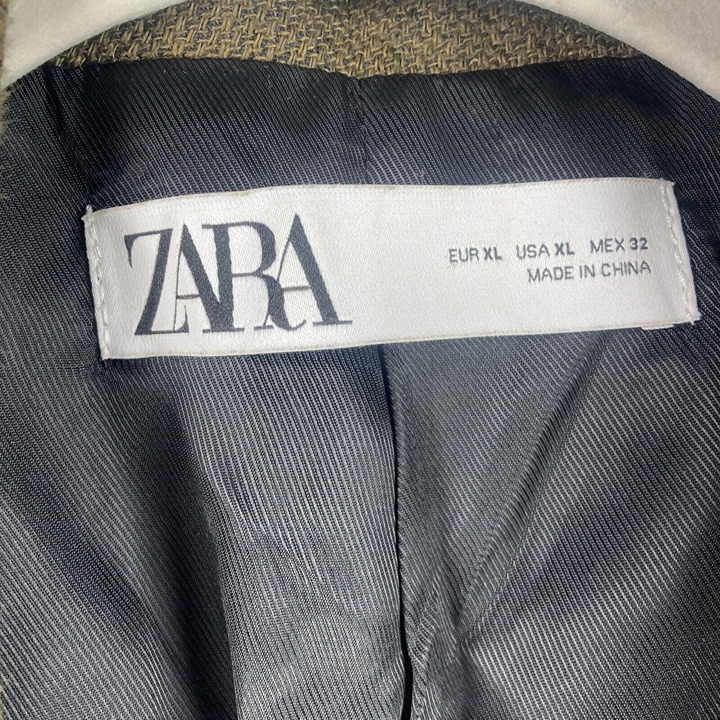 ZARA
EUR XL USA XL MEX 32
MADE IN CHINA